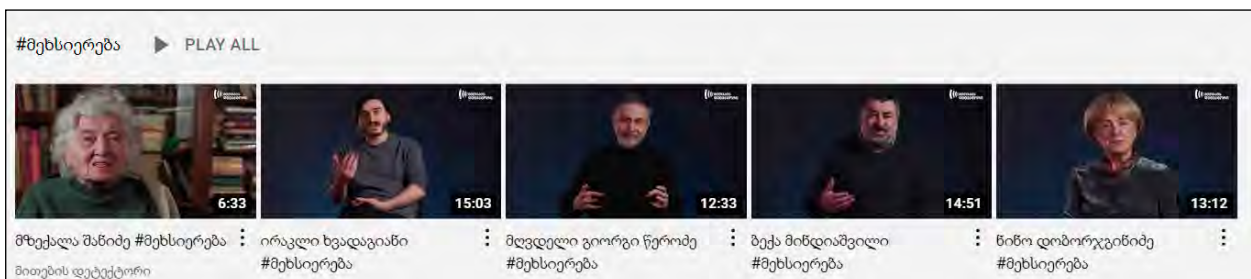 #მეხსიერება ▶ PLAY ALL
6:33
15:03
12:33
14:51
13:12
მზექალა შანიძე #მეხსიერება
მითების დეტექტორი
ირაკლი ხვადაგიანი
#მეხსიერება
მღვდელი გიორგი წეროძე
#მეხსიერება
ბექა მინდიაშვილი
#მეხსიერება
ნინო დობორჯგინიძე
#მეხსიერება